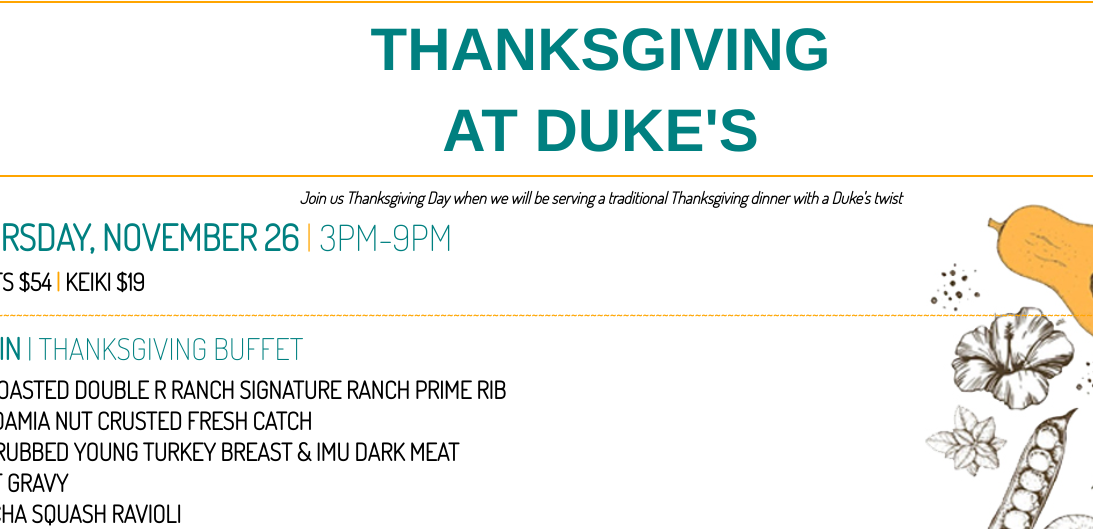 THANKSGIVING
AT DUKE'S
Join us Thanksgiving Day when we will be serving a traditional Thanksgiving dinner with a Duke's twist
RSDAY, NOVEMBER 26 | 3PM-9PM
TS $54 | KEIKI $19
IN | THANKSGIVING BUFFET
OASTED DOUBLE R RANCH SIGNATURE RANCH PRIME RIB
DAMIA NUT CRUSTED FRESH CATCH
RUBBED YOUNG TURKEY BREAST & IMU DARK MEAT
T GRAVY
CHA SQUASH RAVIOLI